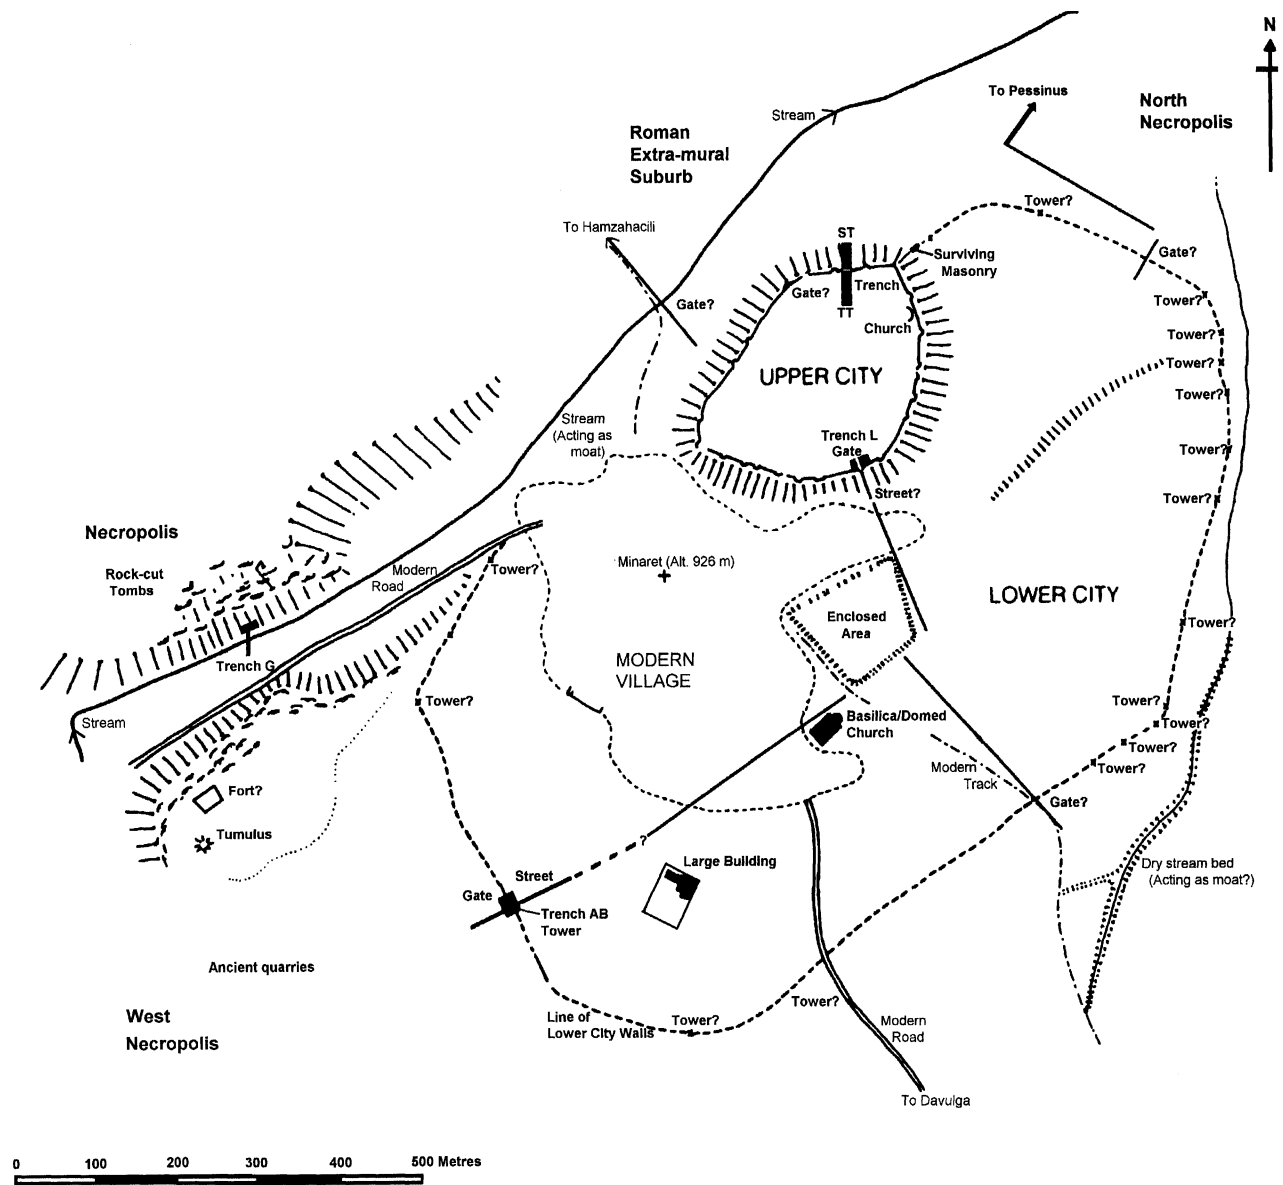 N
To Pessinus
North
Necropolis
Stream
Roman
Extra-mural
Suburb
Tower?
To Hamzahacili
ST
Surviving
Masonry
Gate?
Gate?
Trench
TT
Gate?
Church
Tower?
Tower?
Tower?
Tower?
UPPER CITY
Stream
(Acting as
moat)
Trench L
Gate
Tower?
Street?
Tower?
Necropolis
Rock-cut
Tombs
Modern
Road
Tower?
Minaret (Alt. 926 m)
LOWER CITY
Enclosed
Area
Tower?
Trench G
MODERN
VILLAGE
Tower?
Stream
Basilica/Domed
Church
Tower?
Tower?
Tower?
Tower?
Modern
Track
Gate?
Fort?
Tumulus
?
Large Building
Dry stream bed
(Acting as moat?)
Street
Gate
Trench AB
Tower
Ancient quarries
West
Necropolis
Line of
Lower City Walls
Tower?
Tower?
Modern
Road
To Davulga
0 100 200 300 400 500 Metres